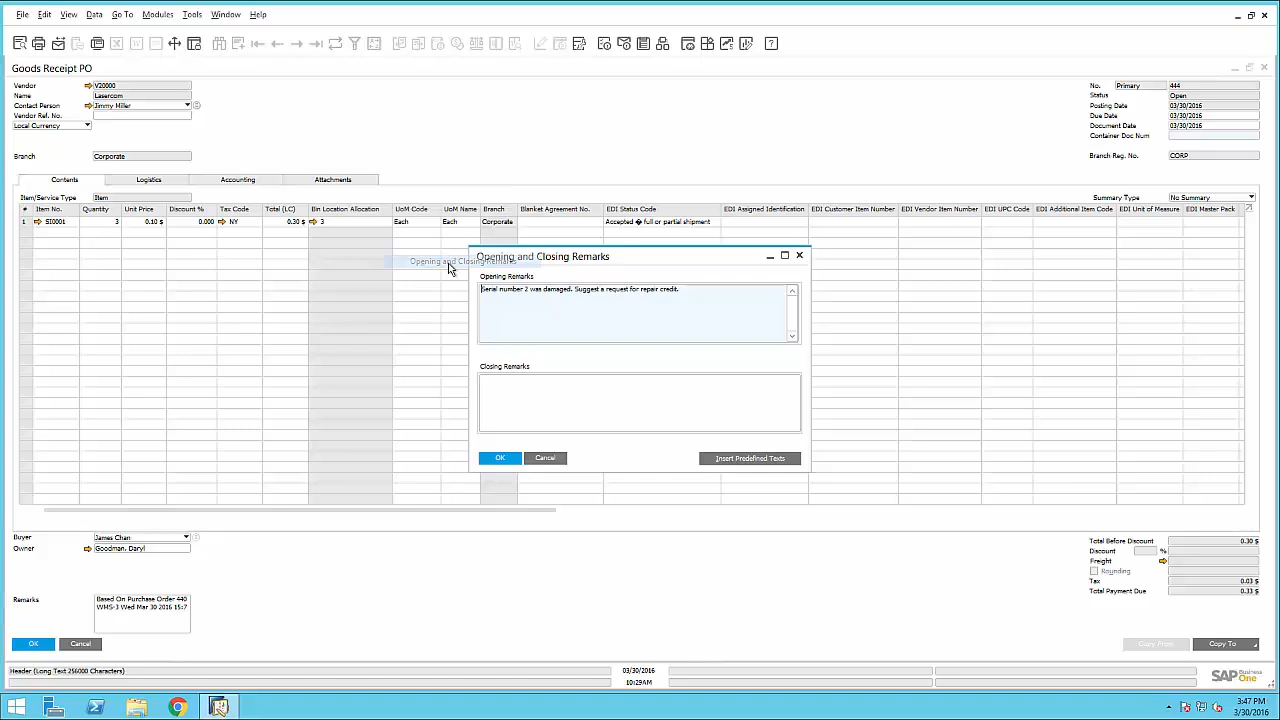 File Edit View Data Go To Modules Tools Window Help
Goods Receipt PO
Vendor V20000
Name Lasercom
Contact Person Jimmy Miller
Vendor Ref. No.
Local Currency
Branch Corporate
No. Primary 444
Status Open
Posting Date 03/30/2016
Due Date 03/30/2016
Document Date 03/30/2016
Container Doc Num
Branch Reg. No. CORP
Contents Logistics Accounting Attachments
Item/Service Type Item
Summary Type No Summary
# Item No. Quantity Unit Price Discount % Tax Code Total (LC) Bin Location Allocation UoM Code UoM Name Branch Blanket Agreement No. EDI Status Code EDI Assigned Identification EDI Customer Item Number EDI Vendor Item Number EDI UPC Code EDI Additional Item Code EDI Unit of Measure EDI Master Pack
1 SI0001 3 0.10 $ 0.000 NY 0.30 $ 3 Each Each Corporate Accepted � full or partial shipment
Opening and Closing Remarks
Opening and Closing Remarks
Opening Remarks
Serial number 2 was damaged. Suggest a request for repair credit.
Closing Remarks
OK Cancel Insert Predefined Texts
Buyer James Chan
Owner Goodman, Daryl
Total Before Discount 0.30 $
Discount %
Freight
Rounding
Tax 0.03 $
Total Payment Due 0.33 $
Remarks Based On Purchase Order 440
WHS-3 Wed Mar 30 2016 15:?
OK Cancel
Copy From Copy To
Header (Long Text 256000 Characters) 03/30/2016
10:29AM
SAP Business One
3:47 PM
3/30/2016